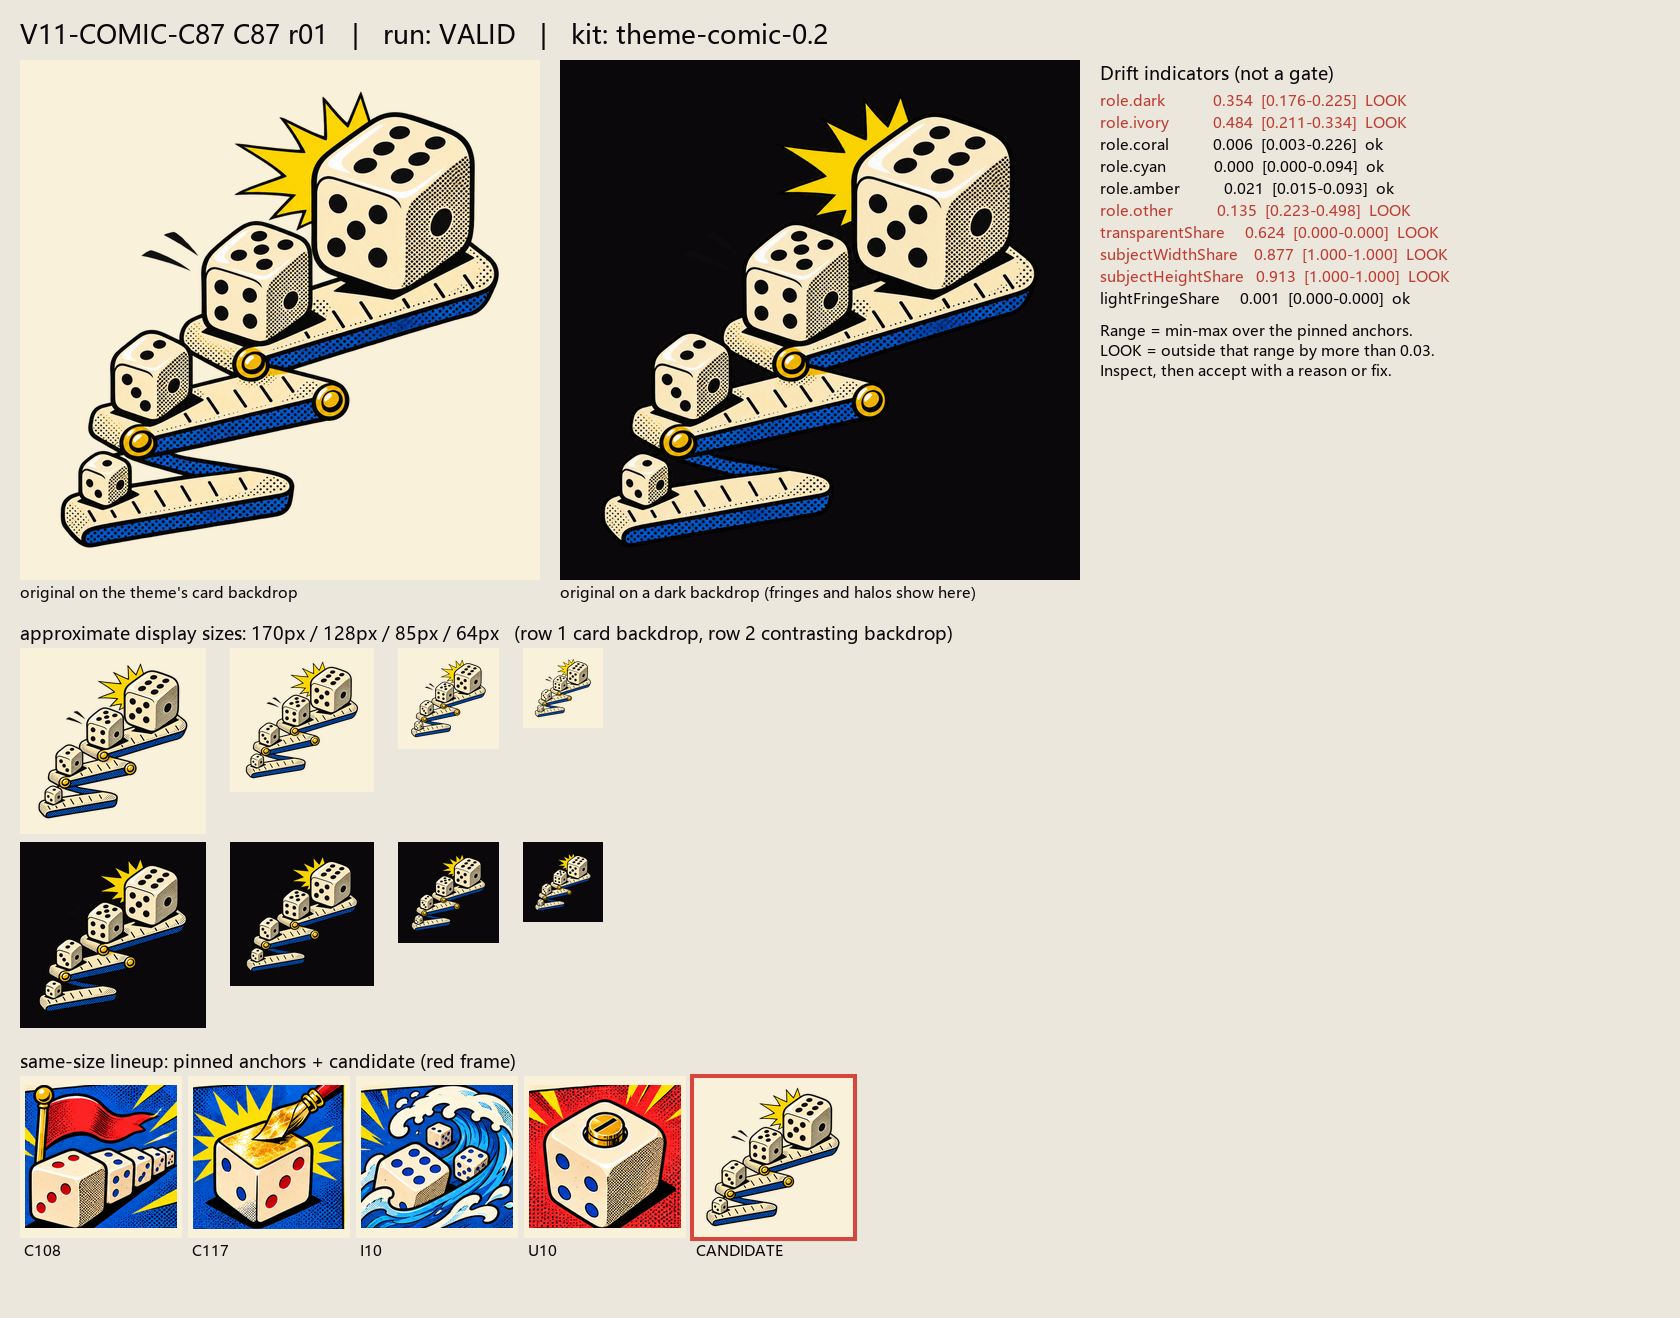 V11-COMIC-C87 C87 r01 | run: VALID | kit: theme-comic-0.2
Drift indicators (not a gate)
role.dark 0.354 [0.176-0.225] LOOK
role.ivory 0.484 [0.211-0.334] LOOK
role.coral 0.006 [0.003-0.226] ok
role.cyan 0.000 [0.000-0.094] ok
role.amber 0.021 [0.015-0.093] ok
role.other 0.135 [0.223-0.498] LOOK
transparentShare 0.624 [0.000-0.000] LOOK
subjectWidthShare 0.877 [1.000-1.000] LOOK
subjectHeightShare 0.913 [1.000-1.000] LOOK
lightFringeShare 0.001 [0.000-0.000] ok
Range = min-max over the pinned anchors.
LOOK = outside that range by more than 0.03.
Inspect, then accept with a reason or fix.
original on the theme's card backdrop
original on a dark backdrop (fringes and halos show here)
approximate display sizes: 170px / 128px / 85px / 64px (row 1 card backdrop, row 2 contrasting backdrop)
same-size lineup: pinned anchors + candidate (red frame)
C108
C117
I10
U10
CANDIDATE